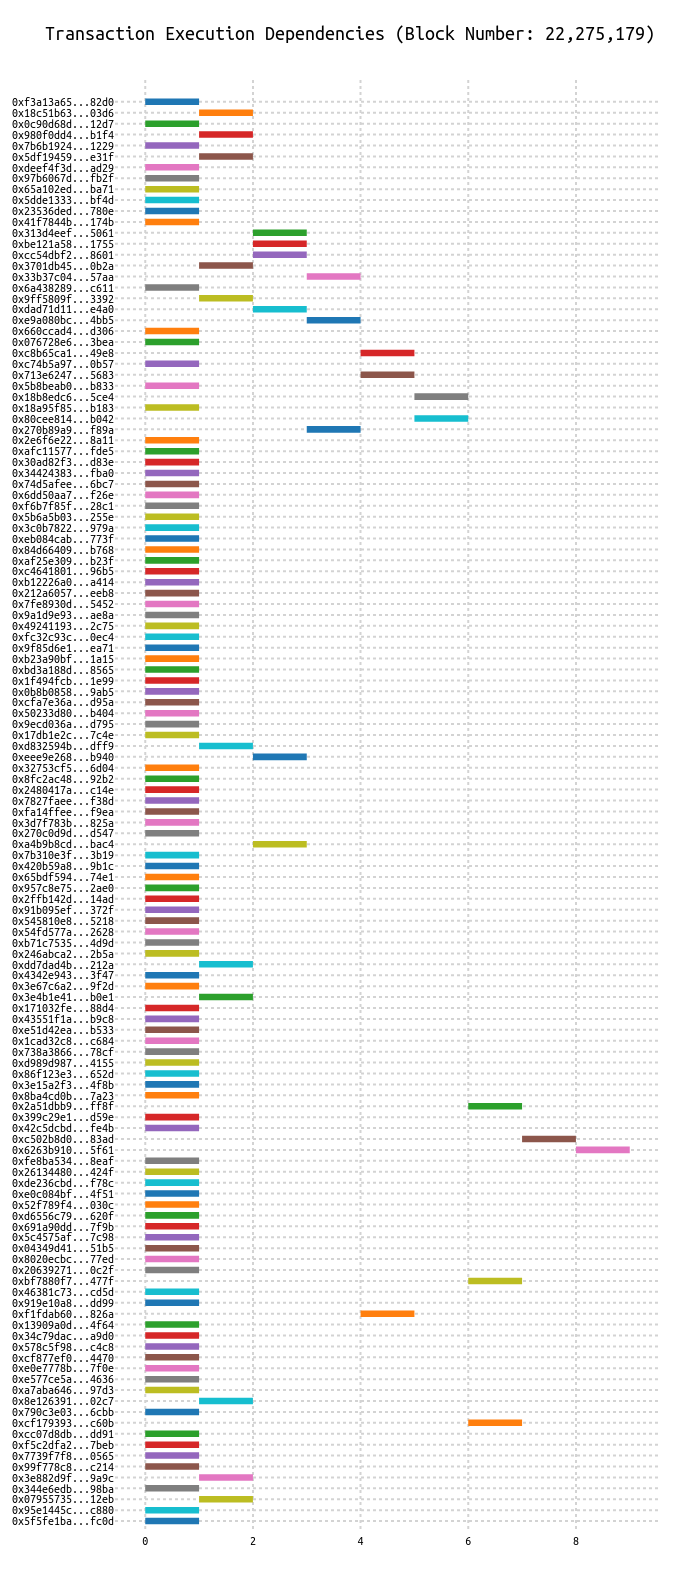 Transaction Execution Dependencies (Block Number: 22,275,179)
0xf3a13a65...82d0
0x18c51b63...03d6
0x0c90d68d...12d7
0x980f0dd4...b1f4
0x7b6b1924...1229
0x5df19459...e31f
0xdeef4f3d...ad29
0x97b6067d...fb2f
0x65a102ed...ba71
0x5dde1333...bf4d
0x23536ded...780e
0x41f7844b...174b
0x313d4eef...5061
0xbe121a58...1755
0xcc54dbf2...8601
0x3701db45...0b2a
0x33b37c04...57aa
0x6a438289...c611
0x9ff5809f...3392
0xdad71d11...e4a0
0xe9a080bc...4bb5
0x660ccad4...d306
0x076728e6...3bea
0xc8b65ca1...49e8
0xc74b5a97...0b57
0x713e6247...5683
0x5b8beab0...b833
0x18b8edc6...5ce4
0x18a95f85...b183
0x80cee814...b042
0x270b89a9...f89a
0x2e6f6e22...8a11
0xafc11577...fde5
0x30ad82f3...d83e
0x34424383...fba0
0x74d5afee...6bc7
0x6dd50aa7...f26e
0xf6b7f85f...28c1
0x5b6a5b03...255e
0x3c0b7822...979a
0xeb084cab...773f
0x84d66409...b768
0xaf25e309...b23f
0xc4641801...96b5
0xb12226a0...a414
0x212a6057...eeb8
0x7fe8930d...5452
0x9a1d9e93...ae8a
0x49241193...2c75
0xfc32c93c...0ec4
0x9f85d6e1...ea71
0xb23a90bf...1a15
0xbd3a188d...8565
0x1f494fcb...1e99
0x0b8b0858...9ab5
0xcfa7e36a...d95a
0x50233d80...b404
0x9ecd036a...d795
0x17db1e2c...7c4e
0xd832594b...dff9
0xeee9e268...b940
0x32753cf5...6d04
0x8fc2ac48...92b2
0x2480417a...c14e
0x7827faee...f38d
0xfa14ffee...f9ea
0x3d7f783b...825a
0x270c0d9d...d547
0xa4b9b8cd...bac4
0x7b310e3f...3b19
0x420b59a8...9b1c
0x65bdf594...74e1
0x957c8e75...2ae0
0x2ffb142d...14ad
0x91b095ef...372f
0x545810e8...5218
0x54fd577a...2628
0xb71c7535...4d9d
0x246abca2...2b5a
0xdd7dad4b...212a
0x4342e943...3f47
0x3e67c6a2...9f2d
0x3e4b1e41...b0e1
0x171032fe...88d4
0x43551f1a...b9c8
0xe51d42ea...b533
0x1cad32c8...c684
0x738a3866...78cf
0xd989d987...4155
0x86f123e3...652d
0x3e15a2f3...4f8b
0x8ba4cd0b...7a23
0x2a51dbb9...ff8f
0x399c29e1...d59e
0x42c5dcbd...fe4b
0xc502b8d0...83ad
0x6263b910...5f61
0xfe8ba534...8eaf
0x26134480...424f
0xde236cbd...f78c
0xe0c084bf...4f51
0x52f789f4...030c
0xd6556c79...620f
0x691a90dd...7f9b
0x5c4575af...7c98
0x04349d41...51b5
0x8020ecbc...77ed
0x20639271...0c2f
0xbf7880f7...477f
0x46381c73...cd5d
0x919e10a8...dd99
0xf1fdab60...826a
0x13909a0d...4f64
0x34c79dac...a9d0
0x578c5f98...c4c8
0xcf877ef0...4470
0xe0e7778b...7f0e
0xe577ce5a...4636
0xa7aba646...97d3
0x8e126391...02c7
0x790c3e03...6cbb
0xcf179393...c60b
0xcc07d8db...dd91
0xf5c2dfa2...7beb
0x7739f7f8...0565
0x99f778c8...c214
0x3e882d9f...9a9c
0x344e6edb...98ba
0x07955735...12eb
0x95e1445c...c880
0x5f5fe1ba...fc0d
0 2 4 6 8